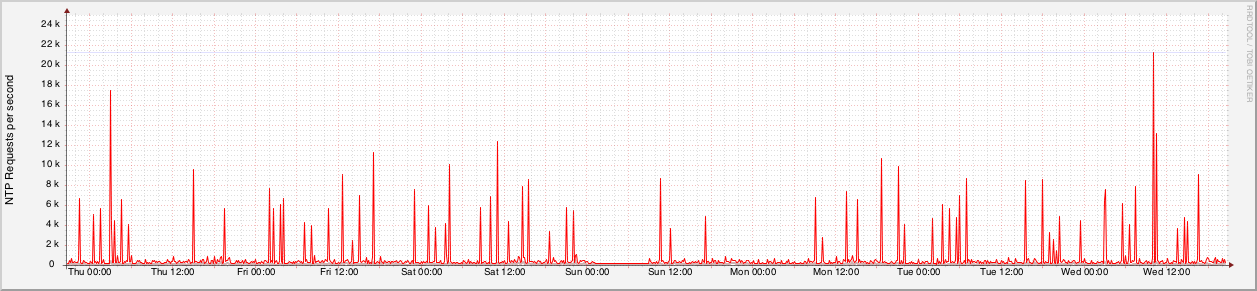 24 k
22 k
20 k
18 k
16 k
14 k
12 k
10 k
8 k
6 k
4 k
2 k
0
NTP Requests per second
Thu 00:00 Thu 12:00 Fri 00:00 Fri 12:00 Sat 00:00 Sat 12:00 Sun 00:00 Sun 12:00 Mon 00:00 Mon 12:00 Tue 00:00 Tue 12:00 Wed 00:00 Wed 12:00
RRDTOOL / TOBI OETIKER